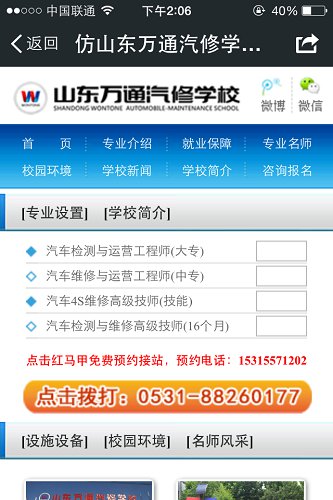 中国联通 下午2:06 40%
返回 仿山东万通汽修学...
山东万通汽修学校
SHANDONG WONTONE AUTOMOBILE-MAINTENANCE SCHOOL
WONTONE
微博 微信
首 页 专业介绍 就业保障 专业名师
校园环境 学校新闻 学校简介 咨询报名
[专业设置] [学校简介]
汽车检测与运营工程师(大专)
汽车维修与运营工程师(中专)
汽车4S维修高级技师(技能)
汽车检测与维修高级技师(16个月)
点击红马甲免费预约接站，预约电话：15315571202
点击拨打：0531-88260177
[设施设备] [校园环境] [名师风采]
山东万通汽修学校